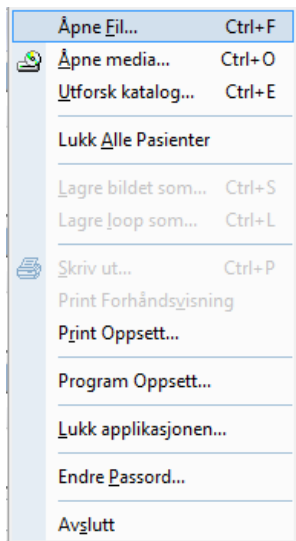 Åpne Fil... Ctrl+F
Åpne media... Ctrl+O
Utforsk katalog... Ctrl+E
Lukk Alle Pasienter
Lagre bildet som... Ctrl+S
Lagre loop som... Ctrl+L
Skriv ut... Ctrl+P
Print Forhåndsvisning
Print Oppsett...
Program Oppsett...
Lukk applikasjonen...
Endre Passord...
Avslutt